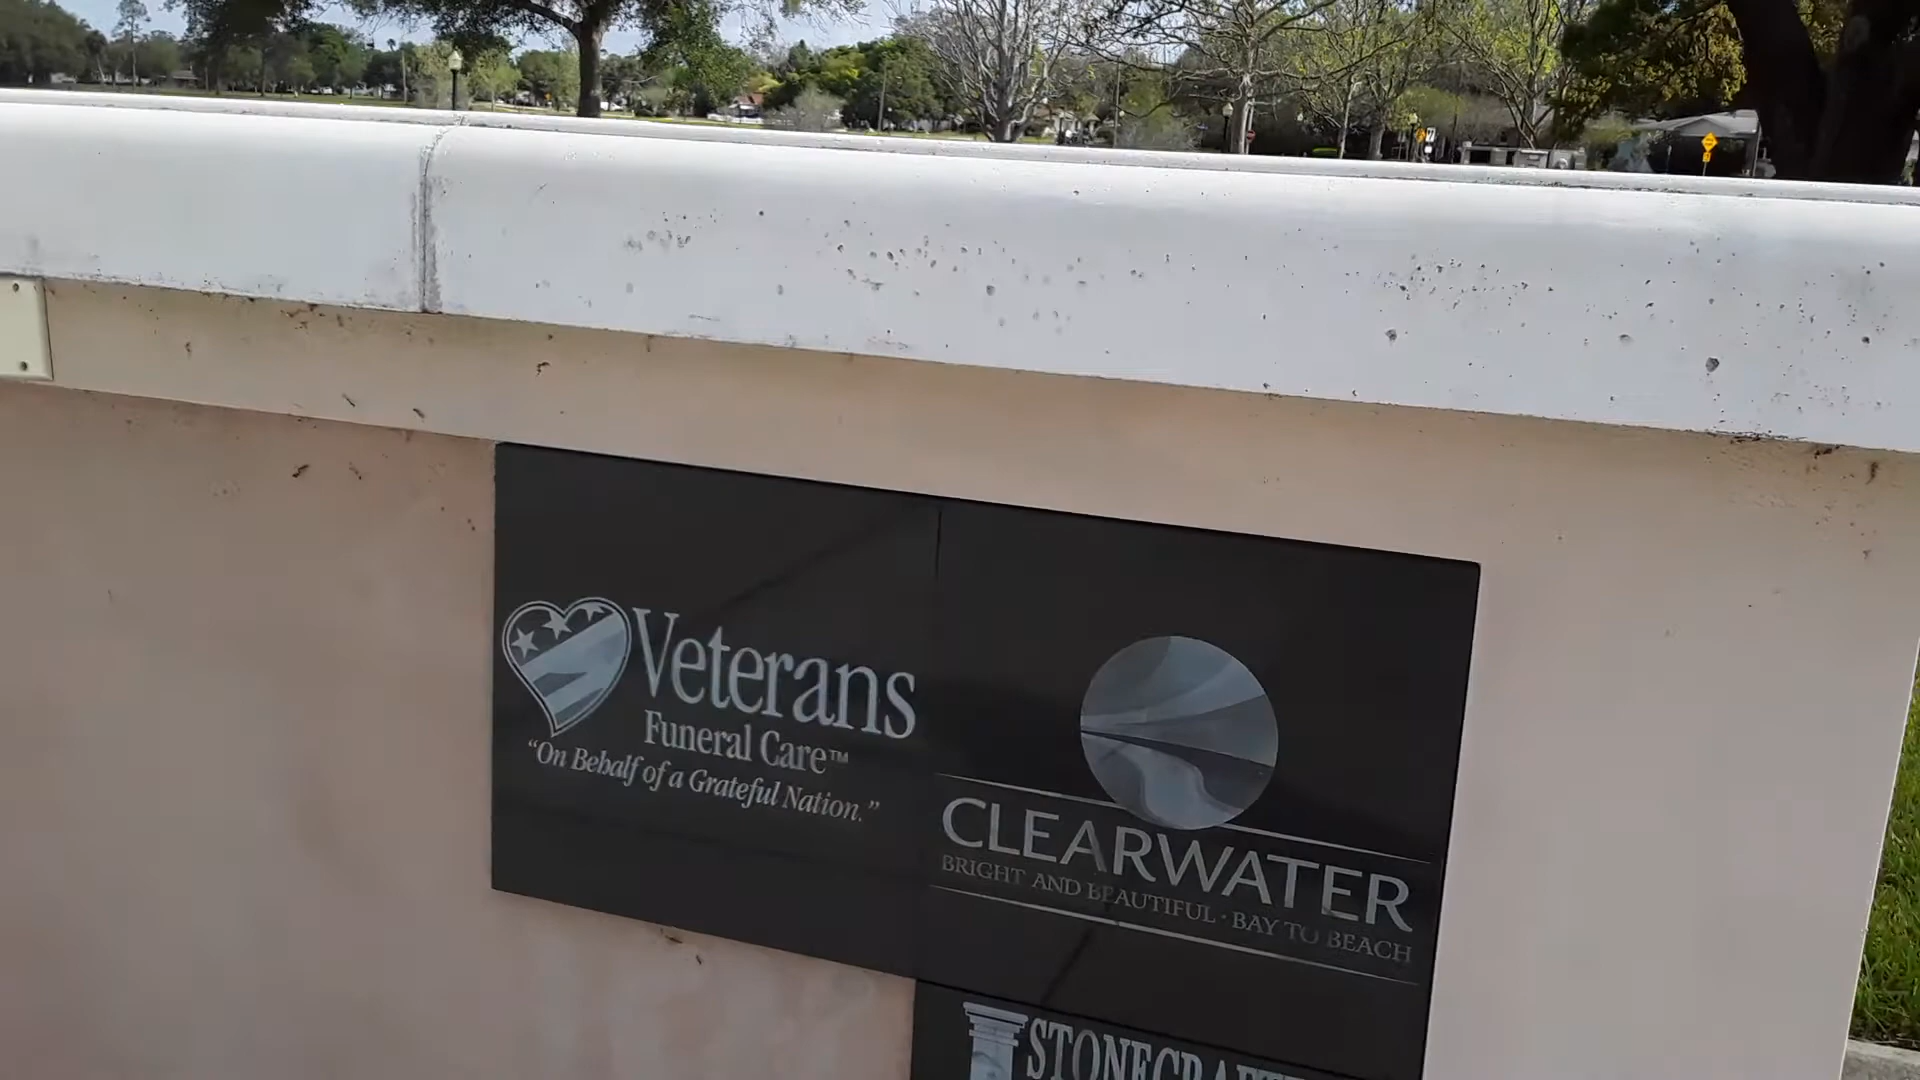 Veterans
Funeral Care™
“On Behalf of a Grateful Nation.”
CLEARWATER
BRIGHT AND BEAUTIFUL · BAY TO BEACH